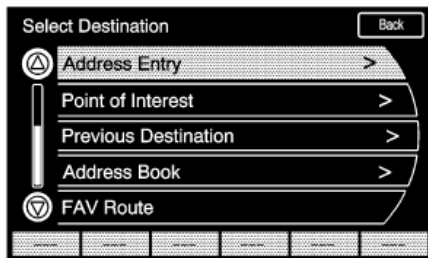 Select Destination
Back
Address Entry >
Point of Interest >
Previous Destination >
Address Book >
FAV Route
--- --- --- --- --- ---